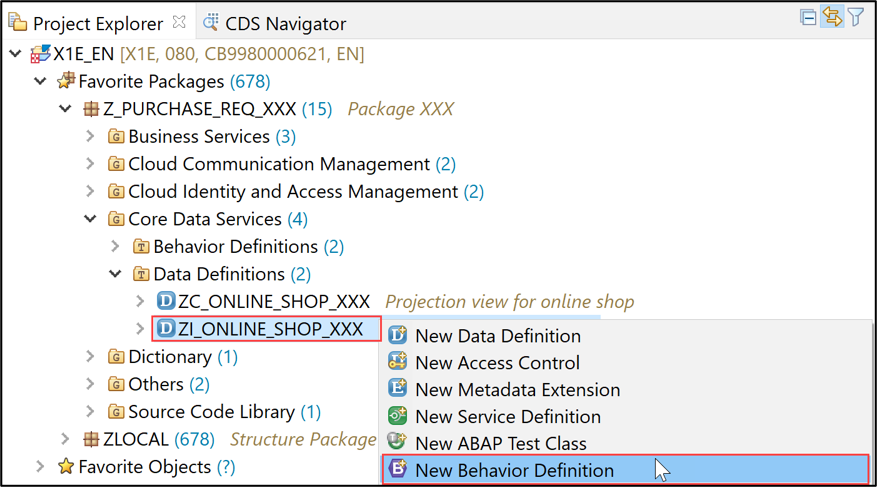 Project Explorer CDS Navigator
X1E_EN [X1E, 080, CB9980000621, EN]
Favorite Packages (678)
Z_PURCHASE_REQ_XXX (15) Package XXX
Business Services (3)
Cloud Communication Management (2)
Cloud Identity and Access Management (2)
Core Data Services (4)
Behavior Definitions (2)
Data Definitions (2)
ZC_ONLINE_SHOP_XXX Projection view for online shop
ZI_ONLINE_SHOP_XXX
Dictionary (1)
Others (2)
Source Code Library (1)
ZLOCAL (678) Structure Package
Favorite Objects (?)
New Data Definition
New Access Control
New Metadata Extension
New Service Definition
New ABAP Test Class
New Behavior Definition